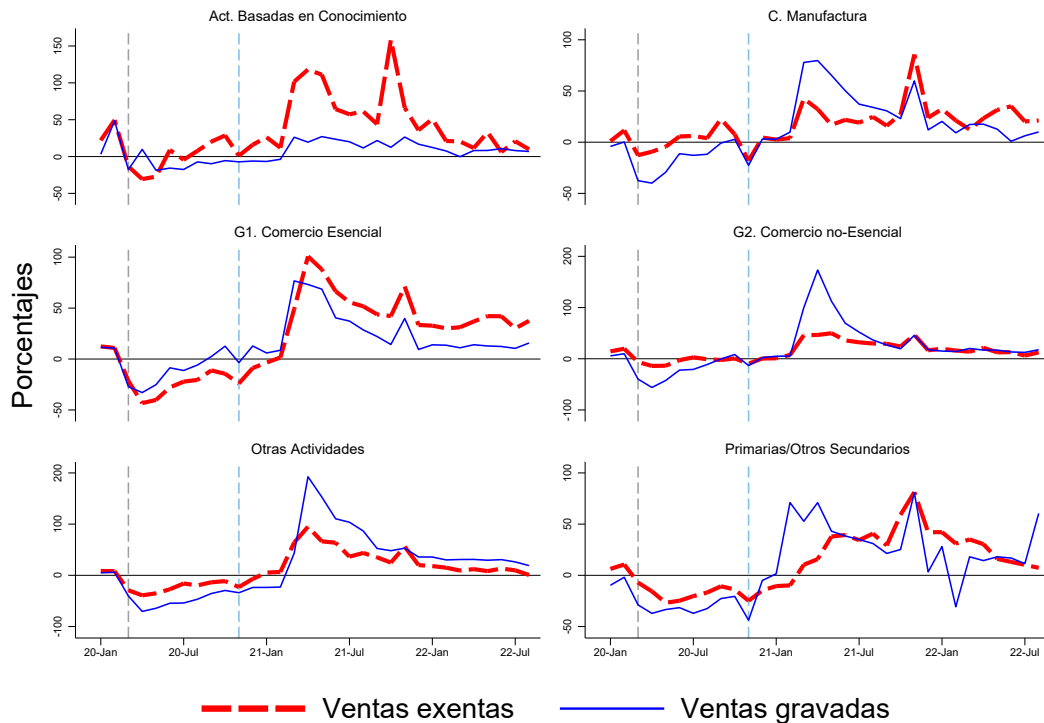 Act. Basadas en Conocimiento
150
100
50
0
-50
C. Manufactura
100
50
0
-50
Porcentajes
G1. Comercio Esencial
100
50
0
-50
G2. Comercio no-Esencial
200
100
0
-100
Otras Actividades
200
100
0
-100
20-Jan 20-Jul 21-Jan 21-Jul 22-Jan 22-Jul
Primarias/Otros Secundarios
100
50
0
-50
20-Jan 20-Jul 21-Jan 21-Jul 22-Jan 22-Jul
Ventas exentas Ventas gravadas